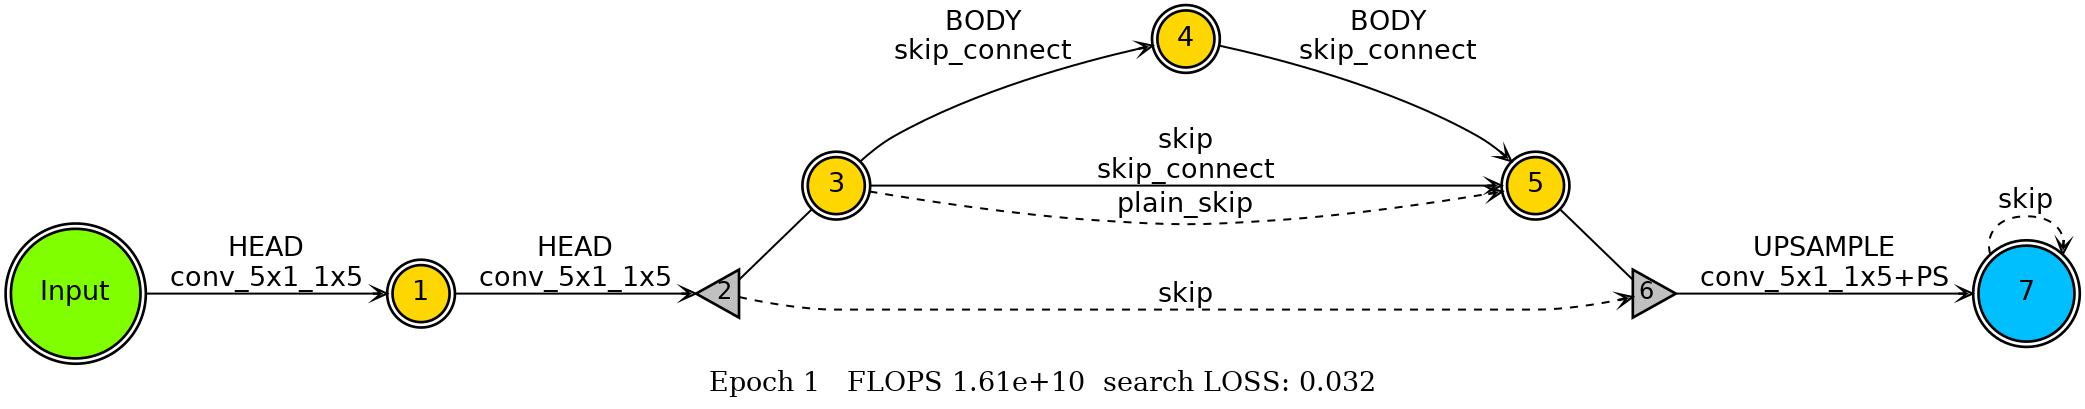 BODY
skip_connect
4
BODY
skip_connect
skip
skip_connect
3
5
plain_skip
skip
Input
HEAD
conv_5x1_1x5
1
HEAD
conv_5x1_1x5
2
skip
6
UPSAMPLE
conv_5x1_1x5+PS
7
Epoch 1   FLOPS 1.61e+10  search LOSS: 0.032